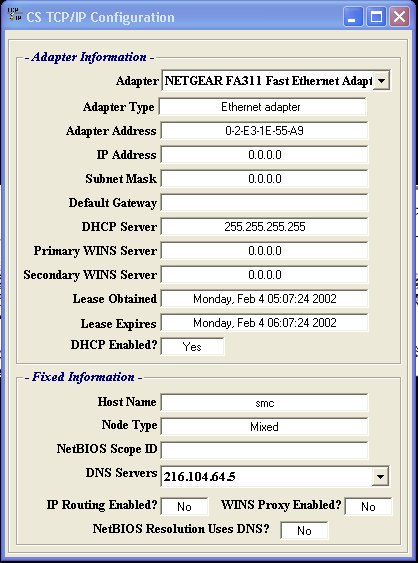 CS TCP/IP Configuration
- Adapter Information -
Adapter NETGEAR FA311 Fast Ethernet Adapt
Adapter Type Ethernet adapter
Adapter Address 0-2-E3-1E-55-A9
IP Address 0.0.0.0
Subnet Mask 0.0.0.0
Default Gateway
DHCP Server 255.255.255.255
Primary WINS Server 0.0.0.0
Secondary WINS Server 0.0.0.0
Lease Obtained Monday, Feb 4 05:07:24 2002
Lease Expires Monday, Feb 4 06:07:24 2002
DHCP Enabled? Yes
- Fixed Information -
Host Name smc
Node Type Mixed
NetBIOS Scope ID
DNS Servers 216.104.64.5
IP Routing Enabled? No WINS Proxy Enabled? No
NetBIOS Resolution Uses DNS? No